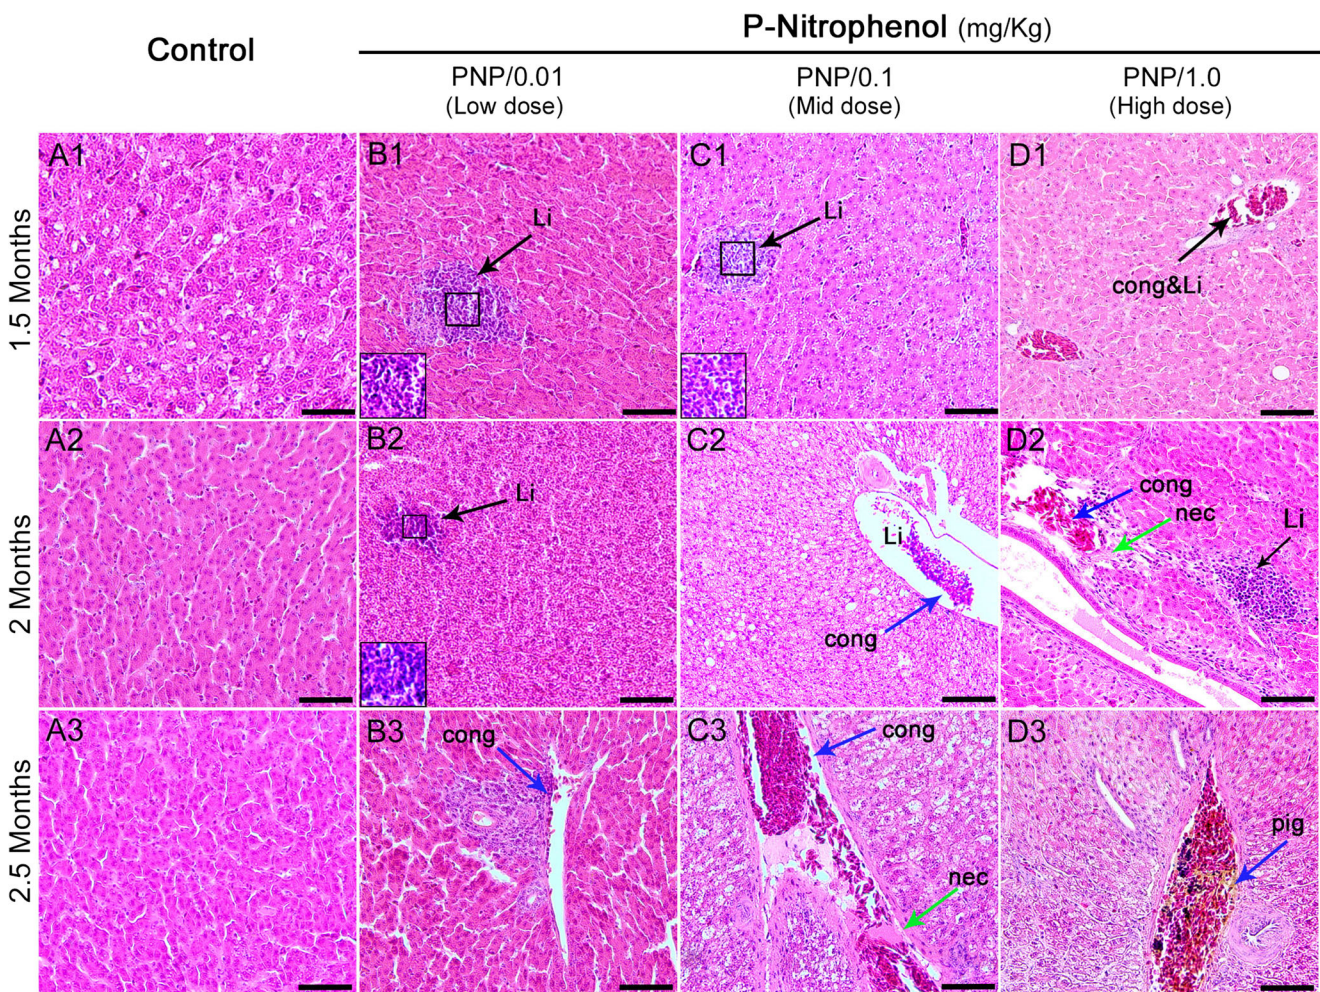 P-Nitrophenol (mg/Kg)
Control
PNP/0.01
(Low dose)
PNP/0.1
(Mid dose)
PNP/1.0
(High dose)
1.5 Months
A1
B1
Li
C1
Li
D1
cong&Li
2 Months
A2
B2
Li
C2
Li
cong
D2
cong
nec
Li
2.5 Months
A3
B3
cong
C3
cong
nec
D3
pig